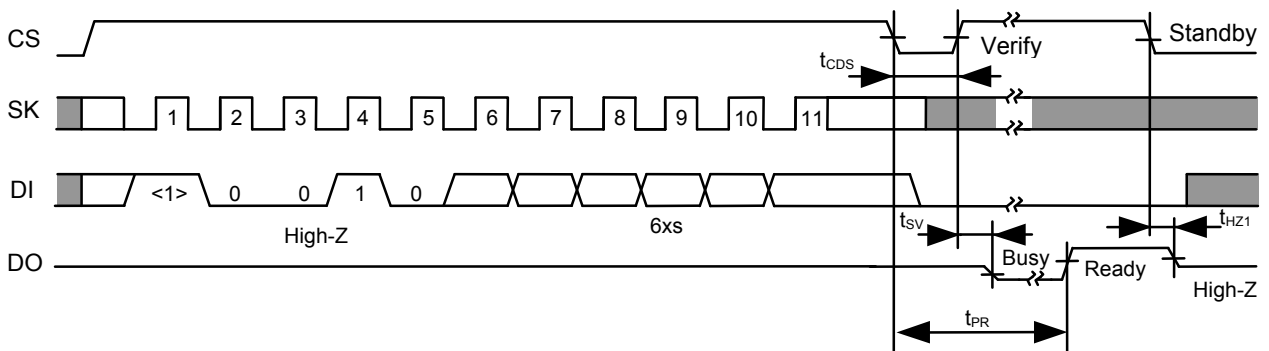 CS Verify Standby
tCDS
SK 1 2 3 4 5 6 7 8 9 10 11
DI <1> 0 0 1 0
6xs
High-Z
tSV tHZ1
DO Busy Ready
High-Z
tPR